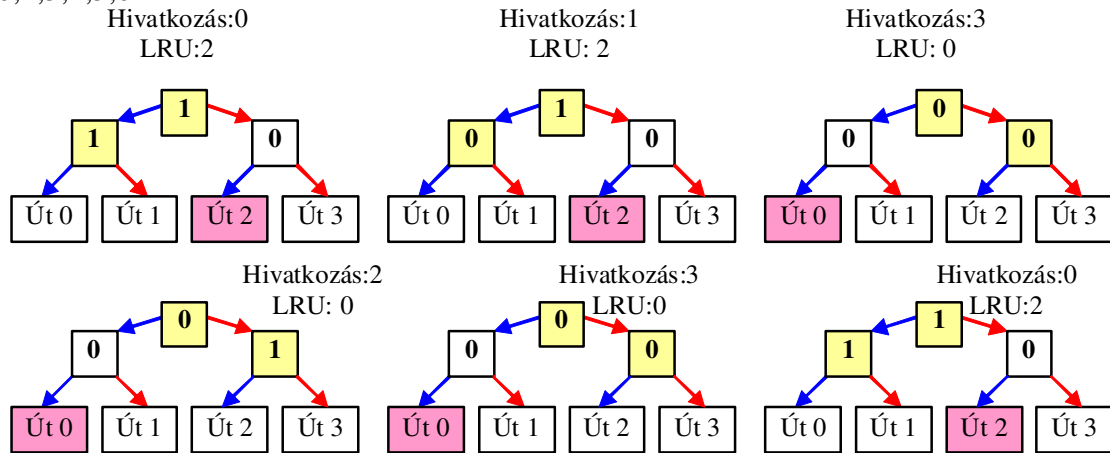 Hivatkozás:0
LRU:2
1
1
0
Út 0
Út 1
Út 2
Út 3
Hivatkozás:1
LRU: 2
1
0
0
Út 0
Út 1
Út 2
Út 3
Hivatkozás:3
LRU: 0
0
0
0
Út 0
Út 1
Út 2
Út 3
Hivatkozás:2
LRU: 0
0
0
1
Út 0
Út 1
Út 2
Út 3
Hivatkozás:3
LRU:0
0
0
0
Út 0
Út 1
Út 2
Út 3
Hivatkozás:0
LRU:2
1
1
0
Út 0
Út 1
Út 2
Út 3